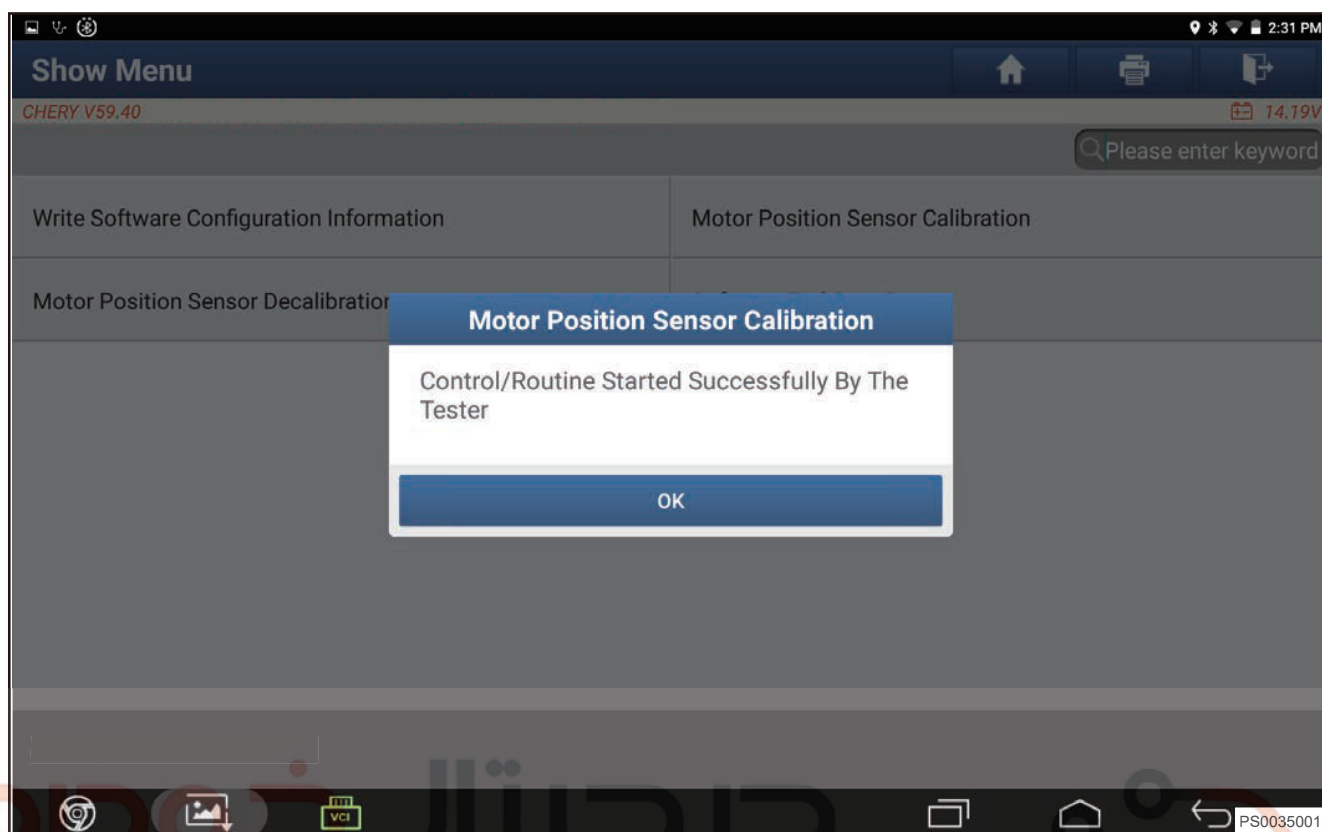 2:31 PM
Show Menu
CHERY V59.40
14.19V
Please enter keyword
Write Software Configuration Information
Motor Position Sensor Calibration
Motor Position Sensor Decalibration
Motor Position Sensor Calibration
Control/Routine Started Successfully By The
Tester
OK
VCI
PS0035001